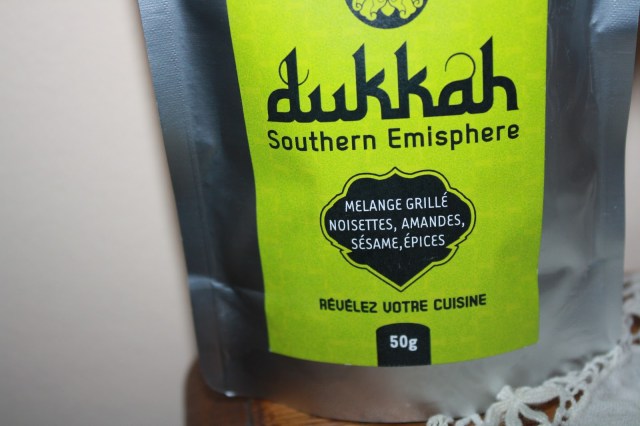 dukkah
Southern Emisphere
MELANGE GRILLÉ
NOISETTES, AMANDES,
SÉSAME,ÉPICES
RÉVÉLEZ VOTRE CUISINE
50g